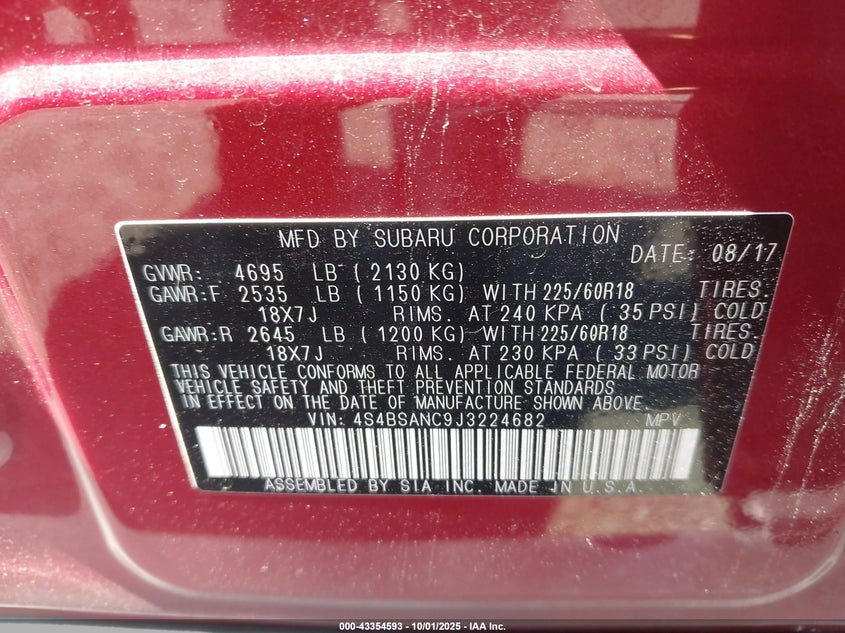 MFD BY SUBARU CORPORATION DATE: 08/17
GVWR: 4695 LB ( 2130 KG)
GAWR:F 2535 LB ( 1150 KG) WITH 225/60R18 TIRES.
18X7J RIMS. AT 240 KPA ( 35 PSI) COLD
GAWR:R 2645 LB ( 1200 KG) WITH 225/60R18 TIRES.
18X7J RIMS. AT 230 KPA ( 33 PSI) COLD
THIS VEHICLE CONFORMS TO ALL APPLICABLE FEDERAL MOTOR
VEHICLE SAFETY AND THEFT PREVENTION STANDARDS
IN EFFECT ON THE DATE OF MANUFACTURE SHOWN ABOVE.
VIN: 4S4BSANC9J3224682 MPV
ASSEMBLED BY SIA INC. MADE IN U.S.A.
000-43354593 - 10/01/2025 - IAA Inc.